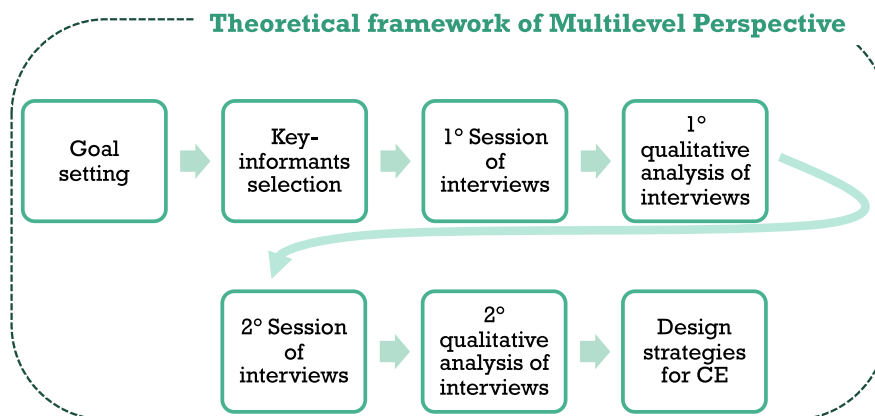 Theoretical framework of Multilevel Perspective
Goal
setting
Key-
informants
selection
1° Session
of
interviews
1°
qualitative
analysis of
interviews
2° Session
of
interviews
2°
qualitative
analysis of
interviews
Design
strategies
for CE